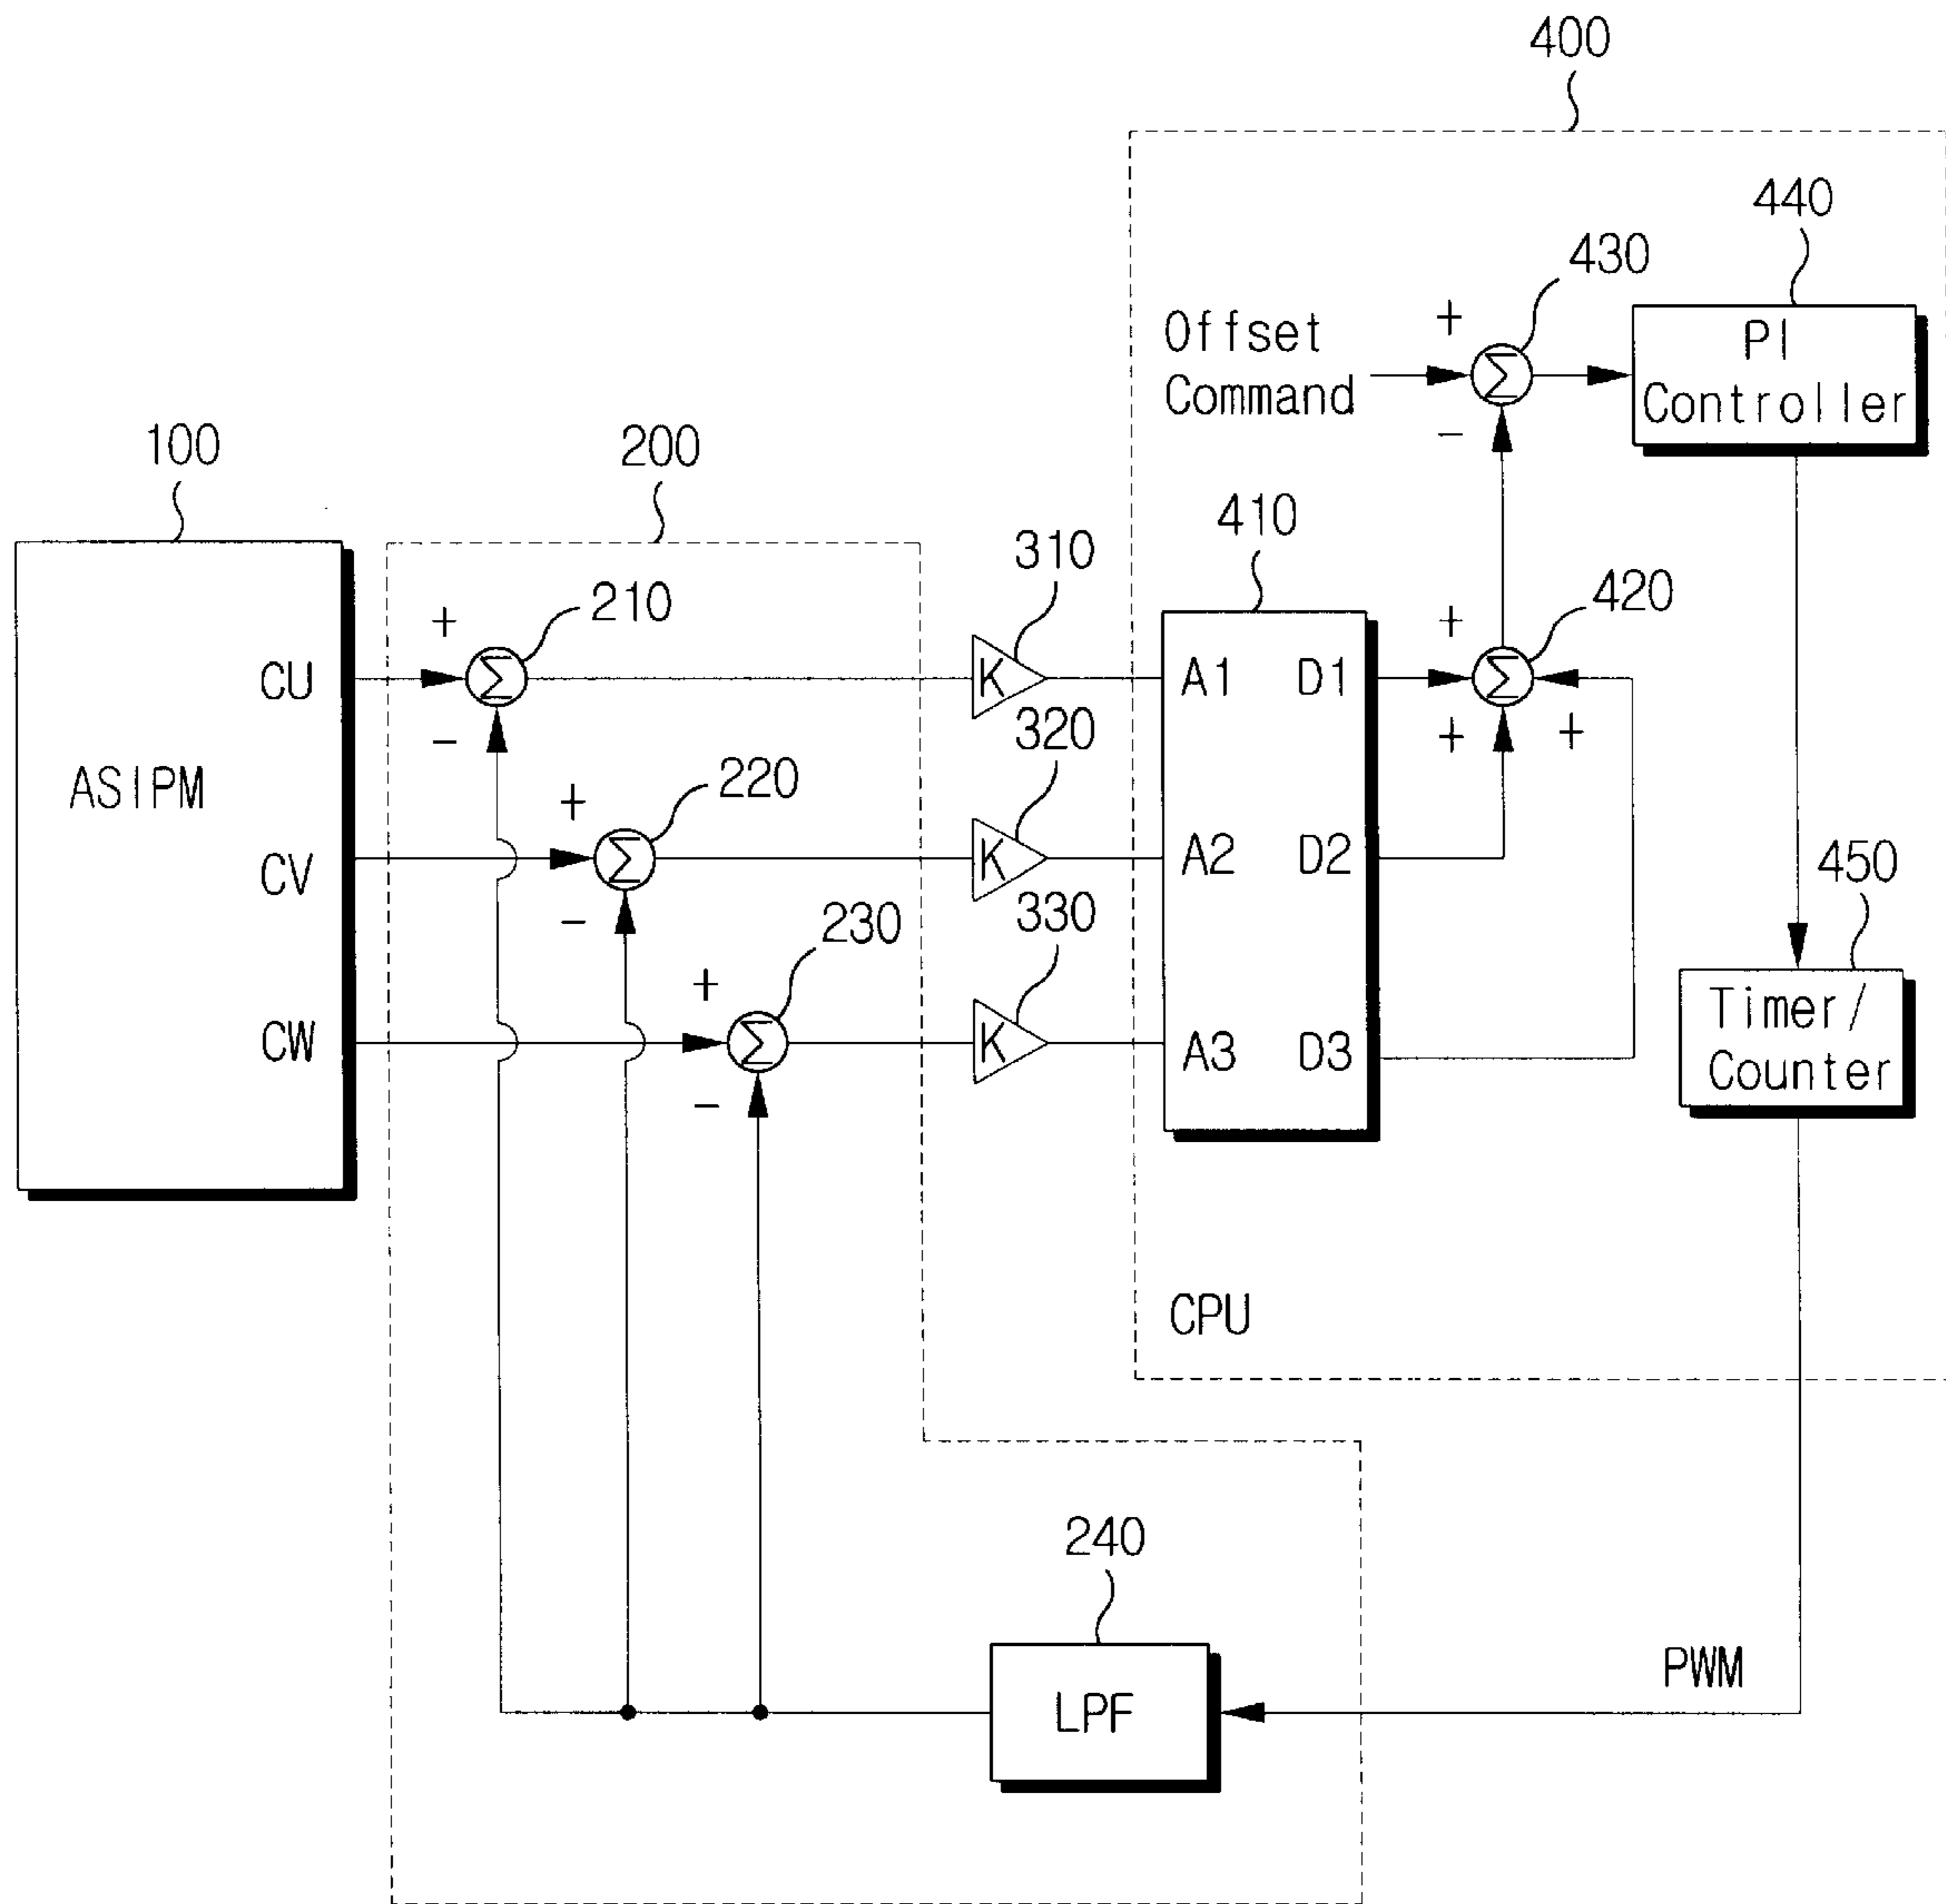 400
440
430
+
PI
Controller
Offset
Command
-
100
200
410
310
210
420
+
+
CU
Σ
K
A1
D1
Σ
-
+
+
320
ASIPM
+
220
CV
Σ
K
A2
D2
450
-
330
230
+
Timer/
Counter
CW
Σ
K
A3
D3
-
CPU
240
PWM
LPF
Σ